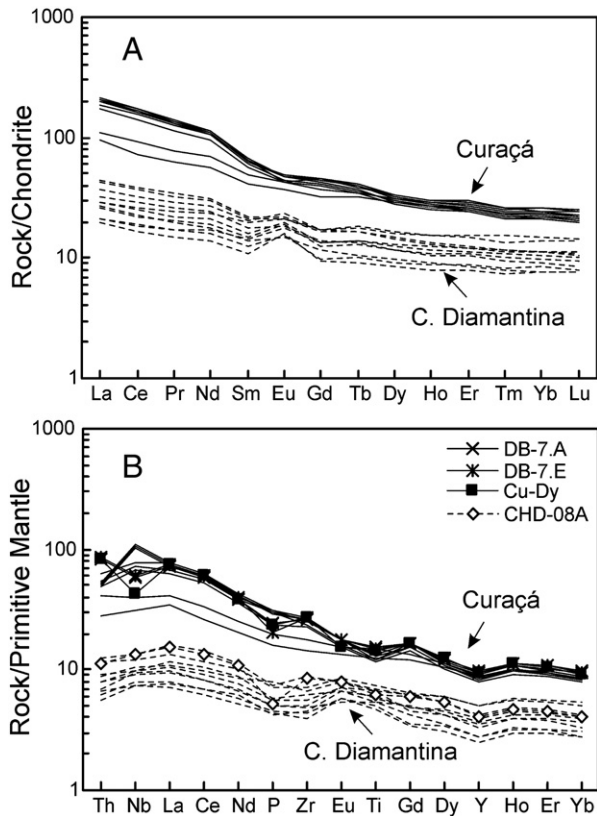 A
Rock/Chondrite
1000
100
10
1
Curaçá
C. Diamantina
La Ce Pr Nd Sm Eu Gd Tb Dy Ho Er Tm Yb Lu
B
Rock/Primitive Mantle
1000
100
10
1
DB-7.A
DB-7.E
Cu-Dy
CHD-08A
Curaçá
C. Diamantina
Th Nb La Ce Nd P Zr Eu Ti Gd Dy Y Ho Er Yb